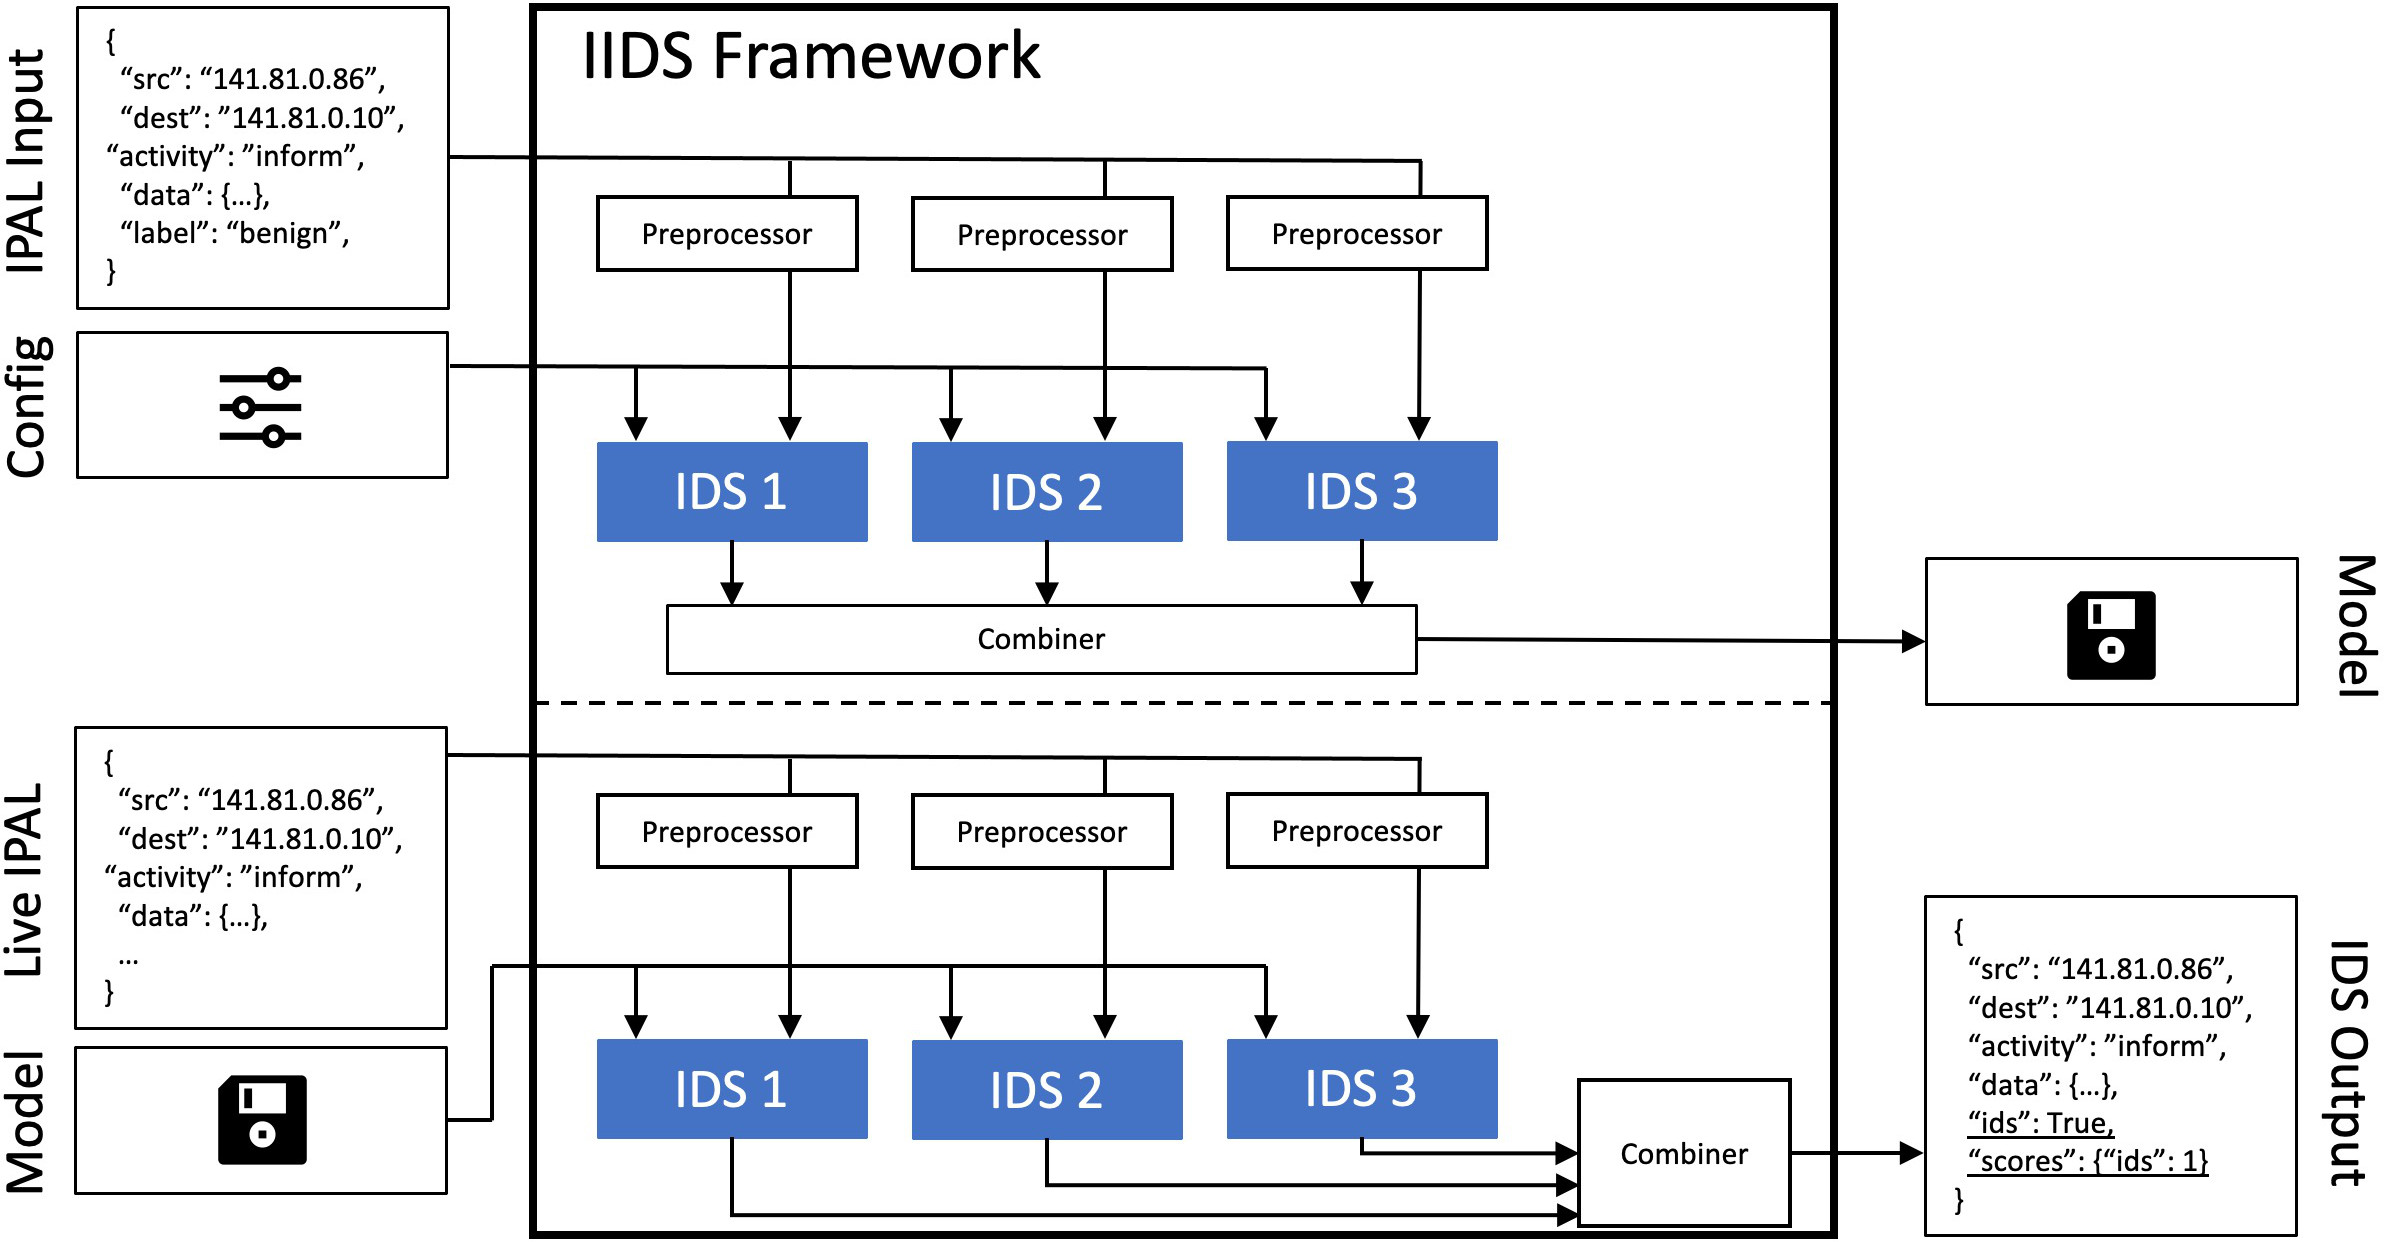 IIDS Framework
IPAL Input
{
“src”: “141.81.0.86”,
“dest”: ”141.81.0.10”,
“activity”: ”inform”,
“data”: {…},
“label”: “benign”,
}
Preprocessor
Preprocessor
Preprocessor
Config
IDS 1
IDS 2
IDS 3
Combiner
Model
Live IPAL
{
“src”: “141.81.0.86”,
“dest”: ”141.81.0.10”,
“activity”: ”inform”,
“data”: {…},
…
}
Preprocessor
Preprocessor
Preprocessor
Model
IDS 1
IDS 2
IDS 3
Combiner
{
“src”: “141.81.0.86”,
“dest”: ”141.81.0.10”,
“activity”: ”inform”,
“data”: {…},
“ids”: True,
“scores”: {“ids”: 1}
}
IDS Output